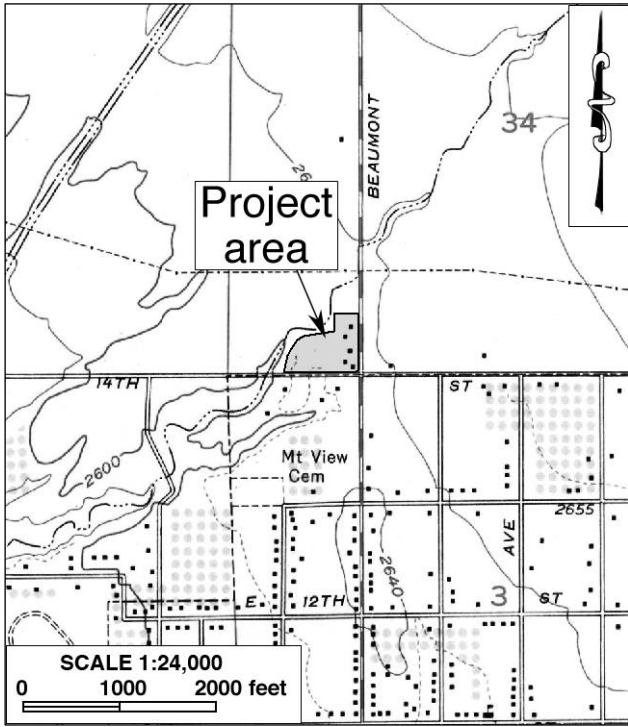 BEAUMONT
34
Project
area
14TH
ST
2600
Mt View
Cem
2655
AVE
2640
E
12TH
3
ST
SCALE 1:24,000
0 1000 2000 feet